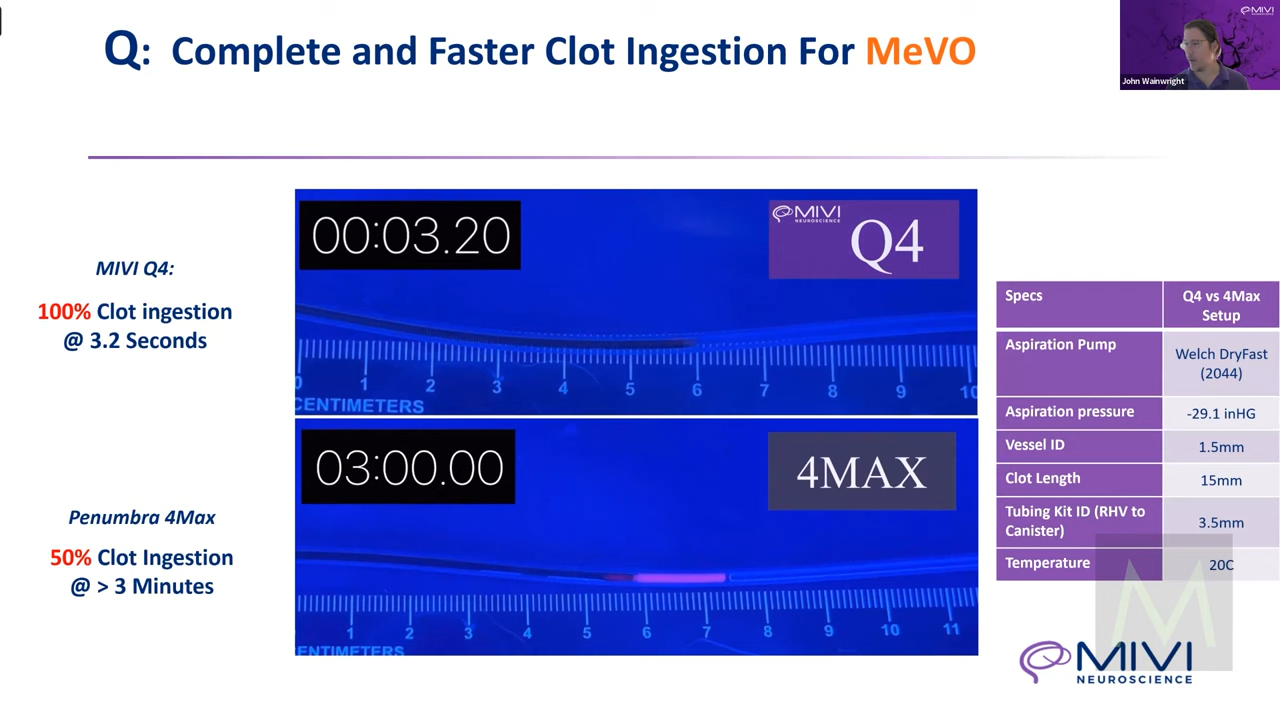 Q: Complete and Faster Clot Ingestion For MeVO
MIVI
John Wainwright
MIVI Q4:
100% Clot ingestion
@ 3.2 Seconds
00:03.20
MIVI
NEUROSCIENCE
Q4
0 1 2 3 4 5 6 7 8 9 10
CENTIMETERS
Penumbra 4Max
50% Clot Ingestion
@ > 3 Minutes
03:00.00
4MAX
1 2 3 4 5 6 7 8 9 10 11
ENTIMETERS
Specs Q4 vs 4Max
Setup
Aspiration Pump Welch DryFast
(2044)
Aspiration pressure -29.1 inHG
Vessel ID 1.5mm
Clot Length 15mm
Tubing Kit ID (RHV to
Canister) 3.5mm
Temperature 20C
M
MIVI
NEUROSCIENCE